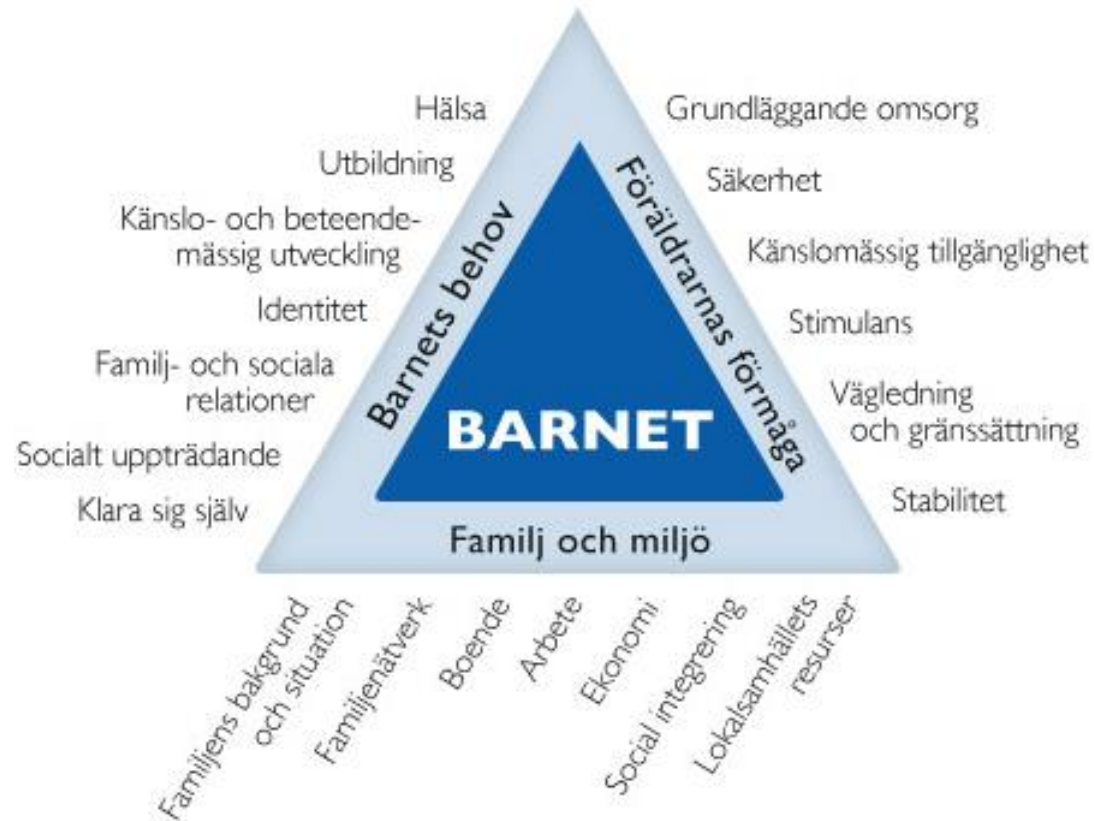 Hälsa
Utbildning
Känslo- och beteende-
mässig utveckling
Identitet
Familj- och sociala
relationer
Socialt uppträdande
Klara sig själv
Barnets behov
BARNET
Föräldrarnas förmåga
Grundläggande omsorg
Säkerhet
Känslomässig tillgänglighet
Stimulans
Vägledning
och gränssättning
Stabilitet
Familj och miljö
Familjens bakgrund
och situation
Familjenätverk
Boende
Arbete
Ekonomi
Social integrering
Lokalsamhällets
resurser